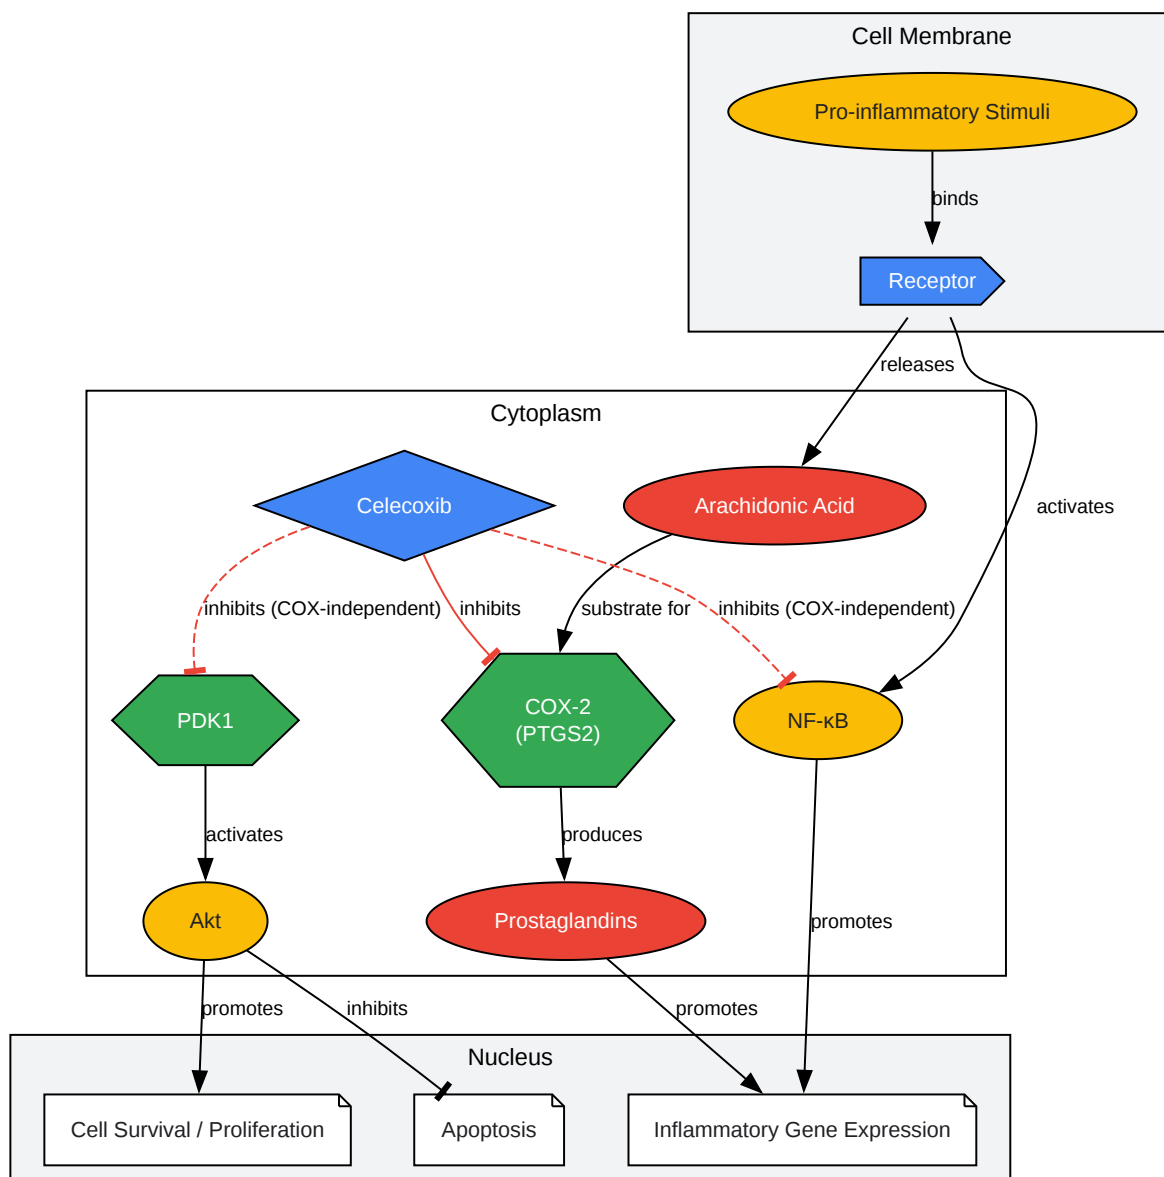 Cell Membrane
Pro-inflammatory Stimuli
binds
Receptor
releases
Cytoplasm
Celecoxib
Arachidonic Acid
activates
inhibits (COX-independent)
inhibits
substrate for
inhibits (COX-independent)
PDK1
COX-2
(PTGS2)
NF-κB
activates
produces
Akt
Prostaglandins
promotes
promotes
inhibits
promotes
Nucleus
Cell Survival / Proliferation
Apoptosis
Inflammatory Gene Expression